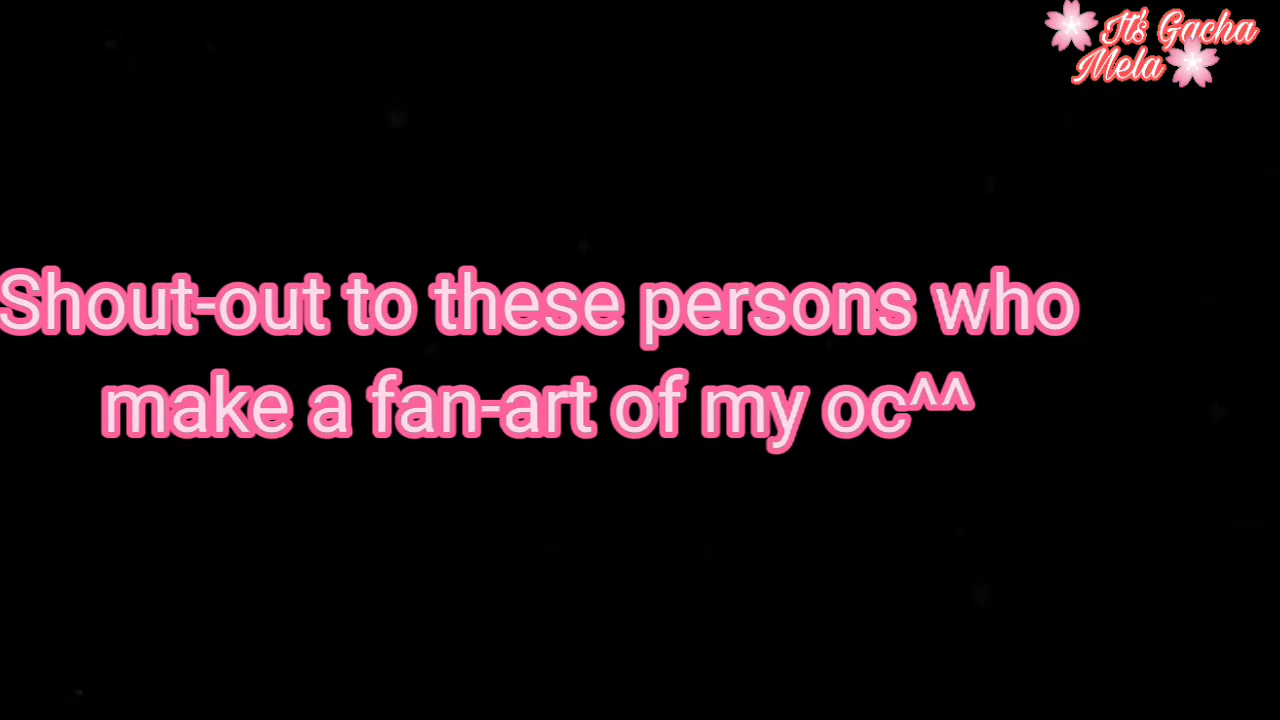 It's Gacha
Mela
Shout-out to these persons who
make a fan-art of my oc^^